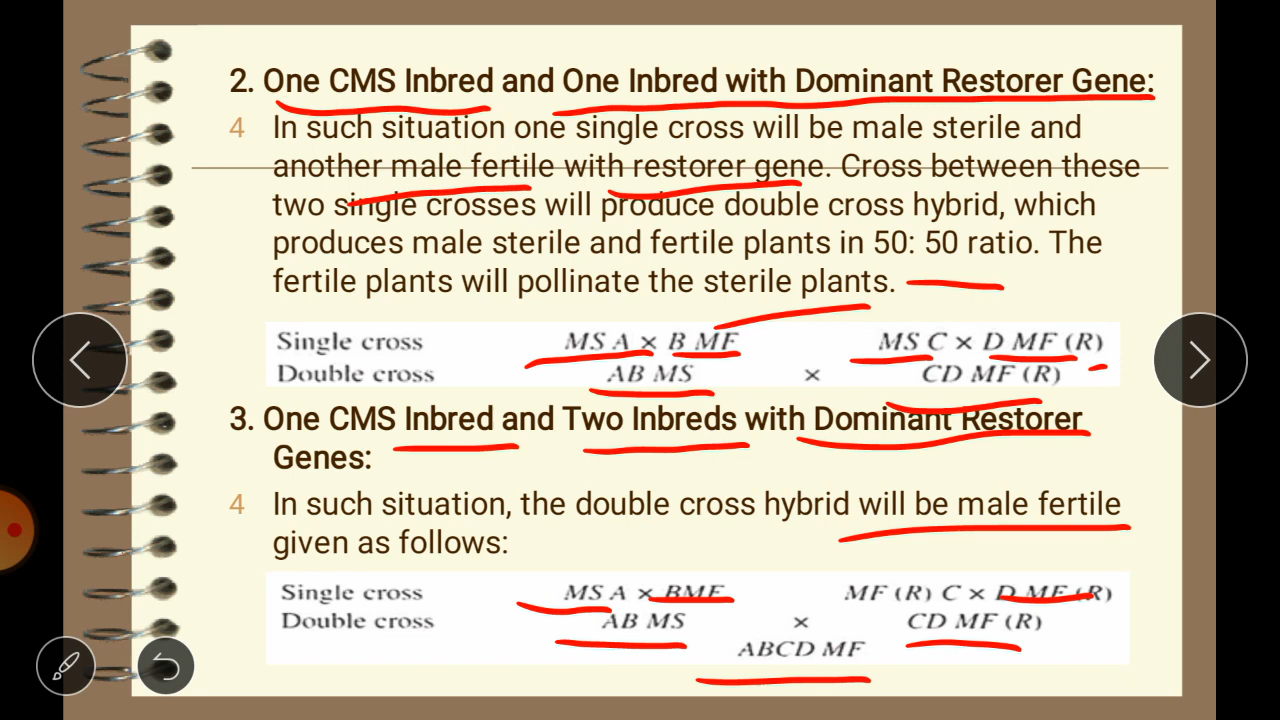 2. One CMS Inbred and One Inbred with Dominant Restorer Gene:
4 In such situation one single cross will be male sterile and
another male fertile with restorer gene. Cross between these
two single crosses will produce double cross hybrid, which
produces male sterile and fertile plants in 50: 50 ratio. The
fertile plants will pollinate the sterile plants.
Single cross MS A × B MF MS C × D MF (R)
Double cross AB MS × CD MF (R)
3. One CMS Inbred and Two Inbreds with Dominant Restorer
Genes:
4 In such situation, the double cross hybrid will be male fertile
given as follows:
Single cross MS A × BMF MF (R) C × D MF (R)
Double cross AB MS × CD MF (R)
ABCD MF